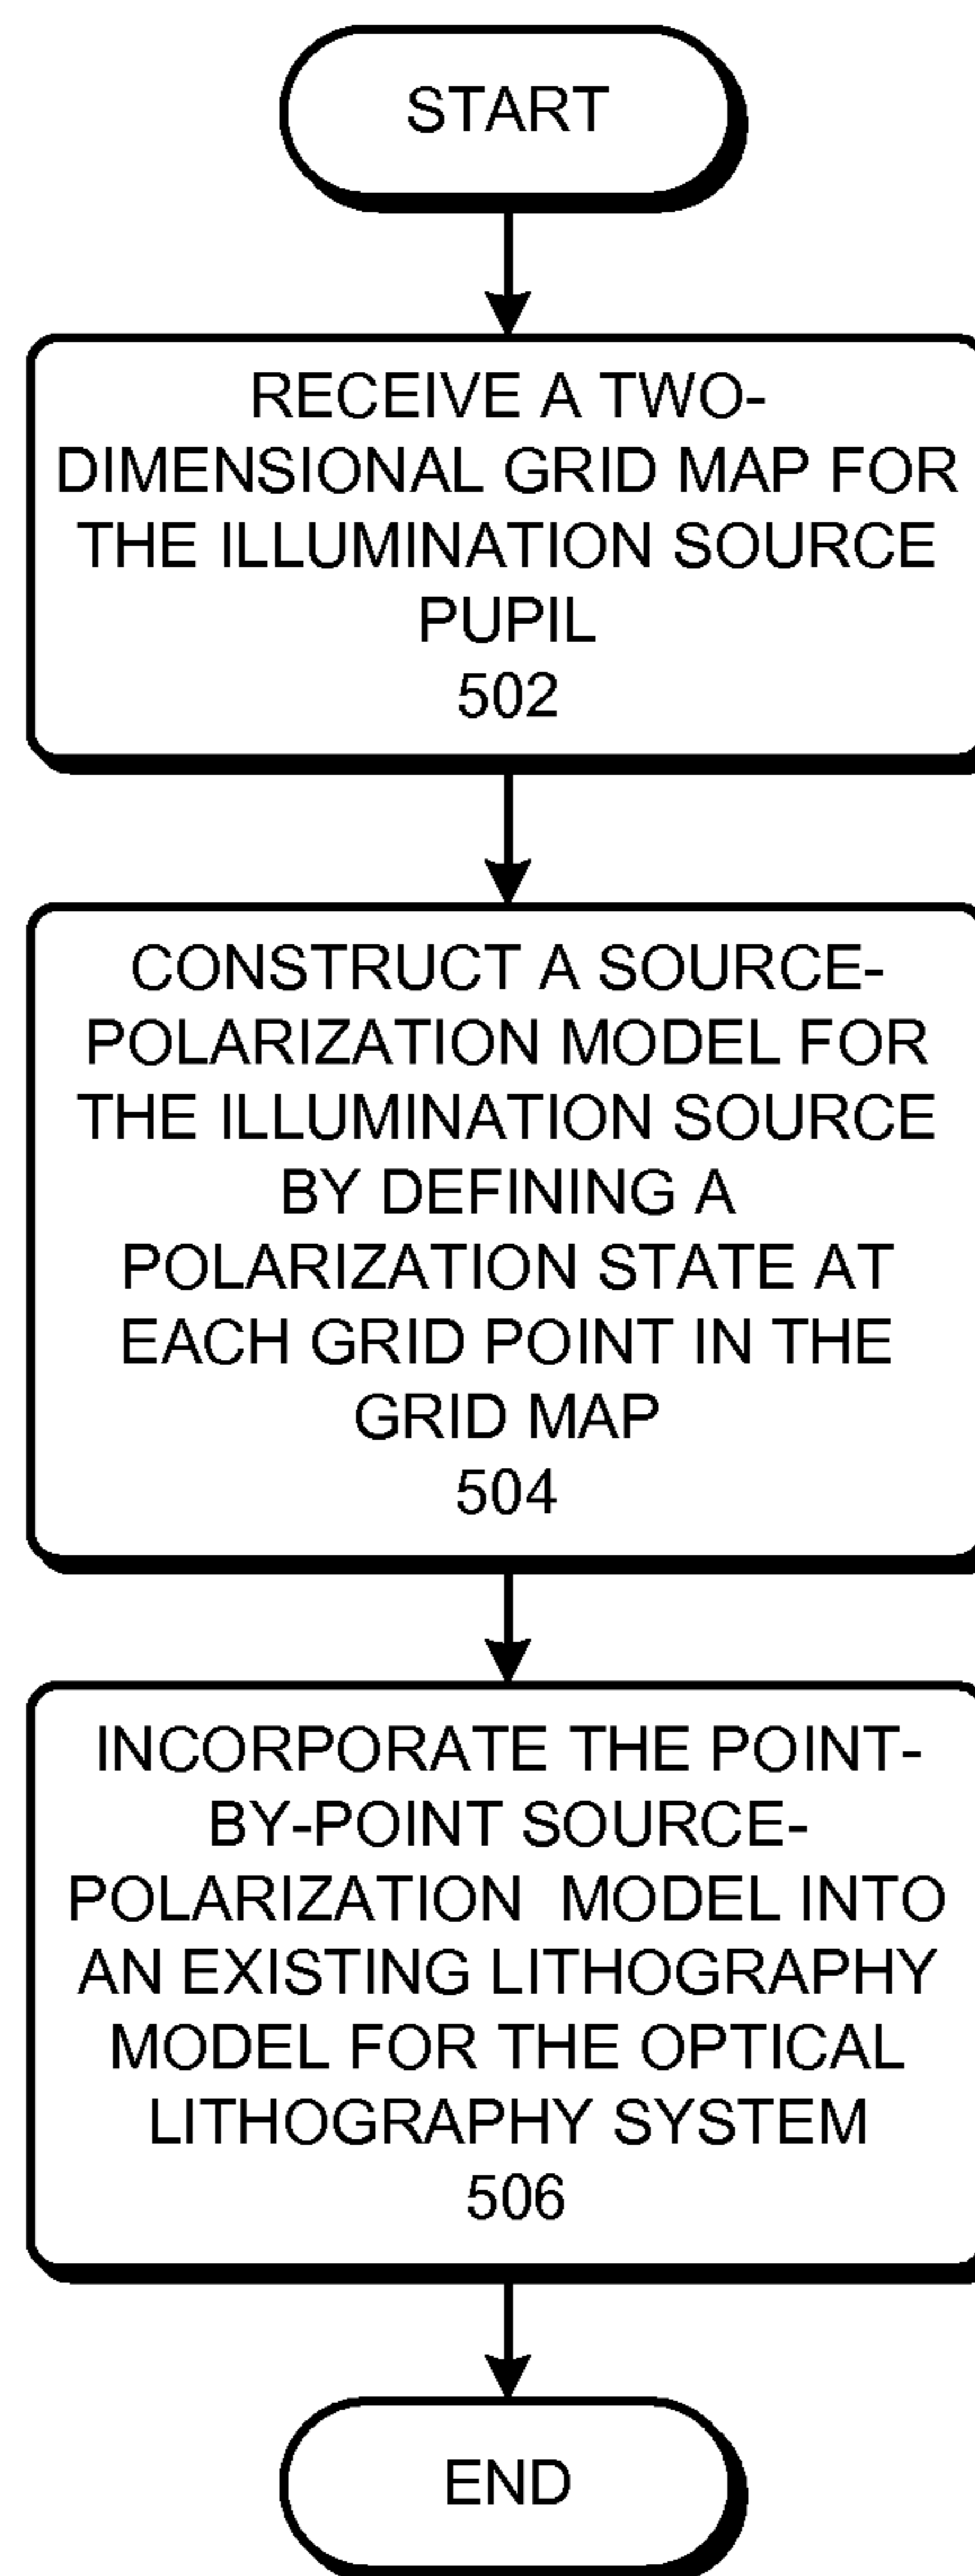 START
RECEIVE A TWO-
DIMENSIONAL GRID MAP FOR
THE ILLUMINATION SOURCE
PUPIL
502
CONSTRUCT A SOURCE-
POLARIZATION MODEL FOR
THE ILLUMINATION SOURCE
BY DEFINING A
POLARIZATION STATE AT
EACH GRID POINT IN THE
GRID MAP
504
INCORPORATE THE POINT-
BY-POINT SOURCE-
POLARIZATION MODEL INTO
AN EXISTING LITHOGRAPHY
MODEL FOR THE OPTICAL
LITHOGRAPHY SYSTEM
506
END